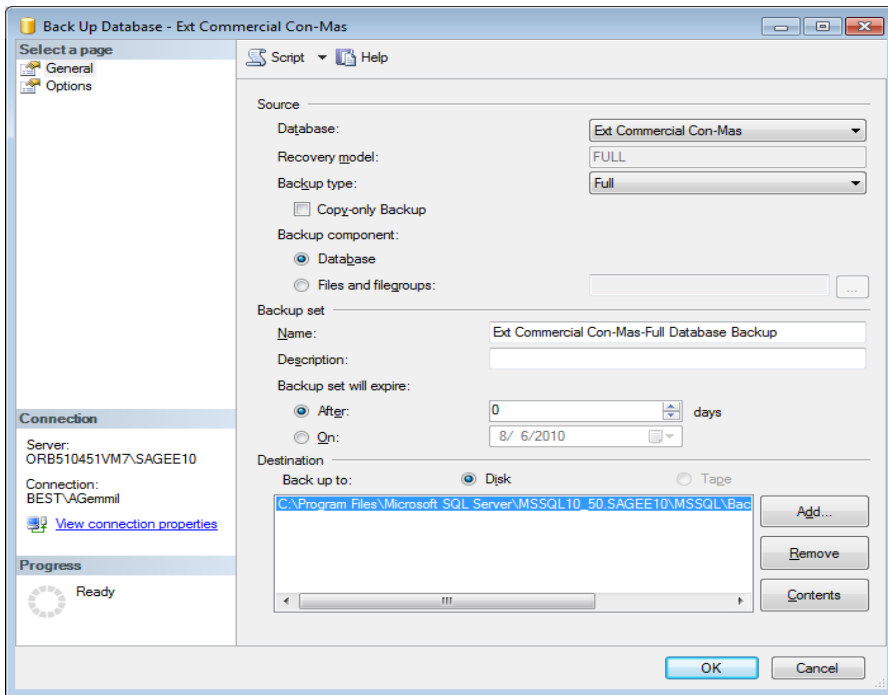 Back Up Database - Ext Commercial Con-Mas
Select a page
General
Options
Script Help
Source
Database: Ext Commercial Con-Mas
Recovery model: FULL
Backup type: Full
Copy-only Backup
Backup component:
Database
Files and filegroups: ...
Backup set
Name: Ext Commercial Con-Mas-Full Database Backup
Description:
Backup set will expire:
After: 0 days
On: 8/ 6/2010
Destination
Back up to: Disk Tape
C:\Program Files\Microsoft SQL Server\MSSQL10_50.SAGEE10\MSSQL\Bac
Add...
Remove
Contents
Connection
Server:
ORB510451VM7\SAGEE10
Connection:
BEST\AGemmil
View connection properties
Progress
Ready
OK Cancel